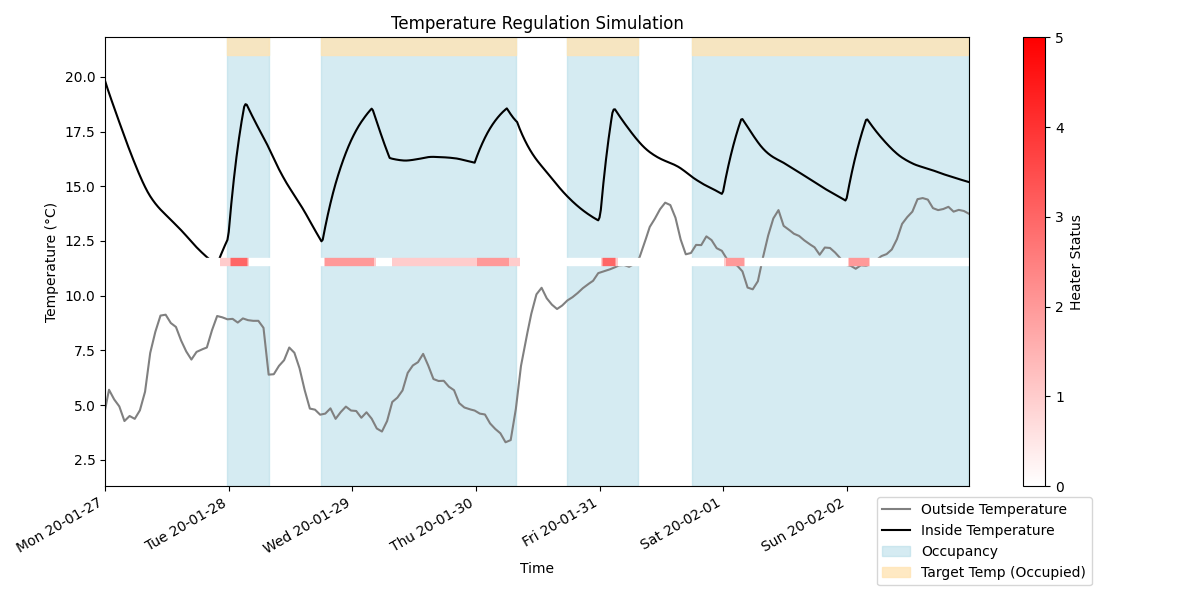 Temperature Regulation Simulation
20.0
17.5
15.0
12.5
10.0
7.5
5.0
2.5
Temperature (°C)
Mon 20-01-27
Tue 20-01-28
Wed 20-01-29
Thu 20-01-30
Fri 20-01-31
Sat 20-02-01
Sun 20-02-02
Time
5
4
3
2
1
0
Heater Status
Outside Temperature
Inside Temperature
Occupancy
Target Temp (Occupied)